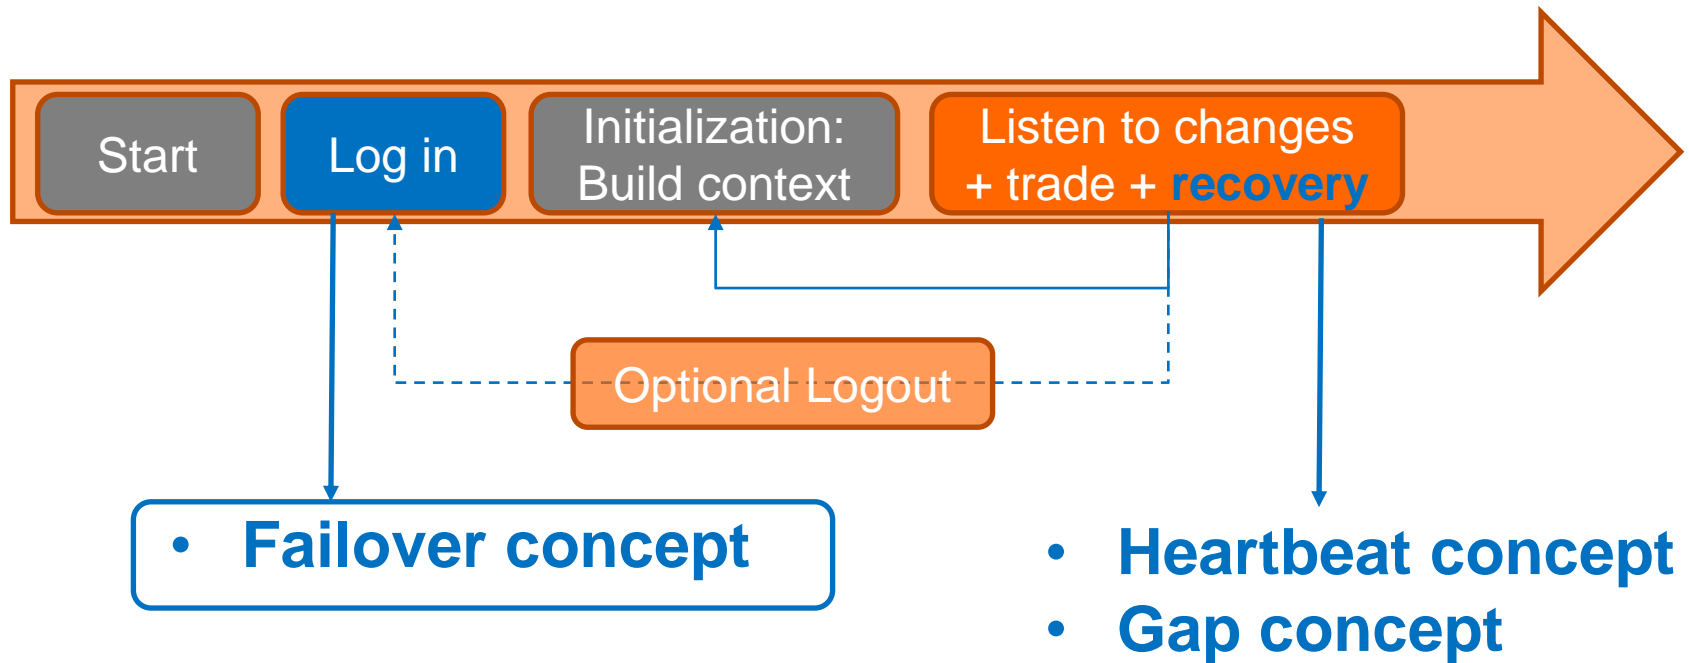 Start
Log in
Initialization:
Build context
Listen to changes
+ trade + recovery
Optional Logout
• Failover concept
• Heartbeat concept
• Gap concept